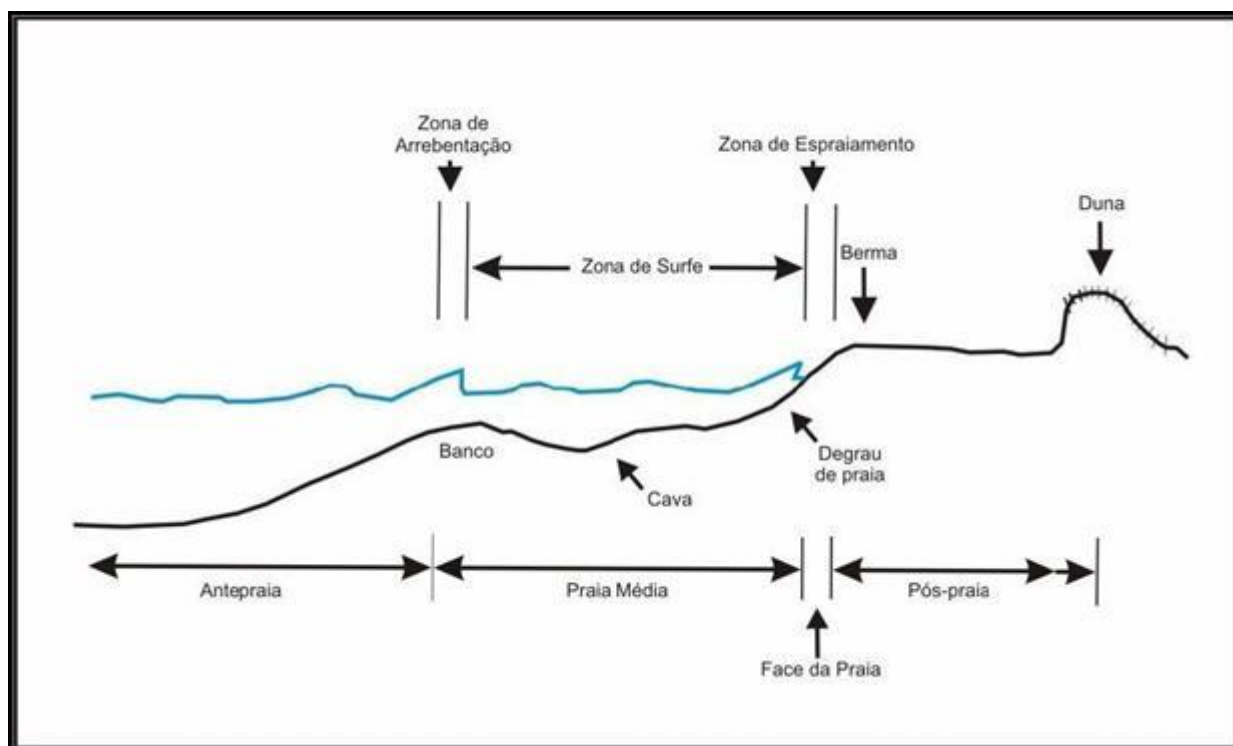 Zona de
Arrebentação
Zona de Espraiamento
Duna
Berma
Zona de Surfe
Banco
Degrau
de praia
Cava
Antepraia
Praia Média
Pós-praia
Face da Praia